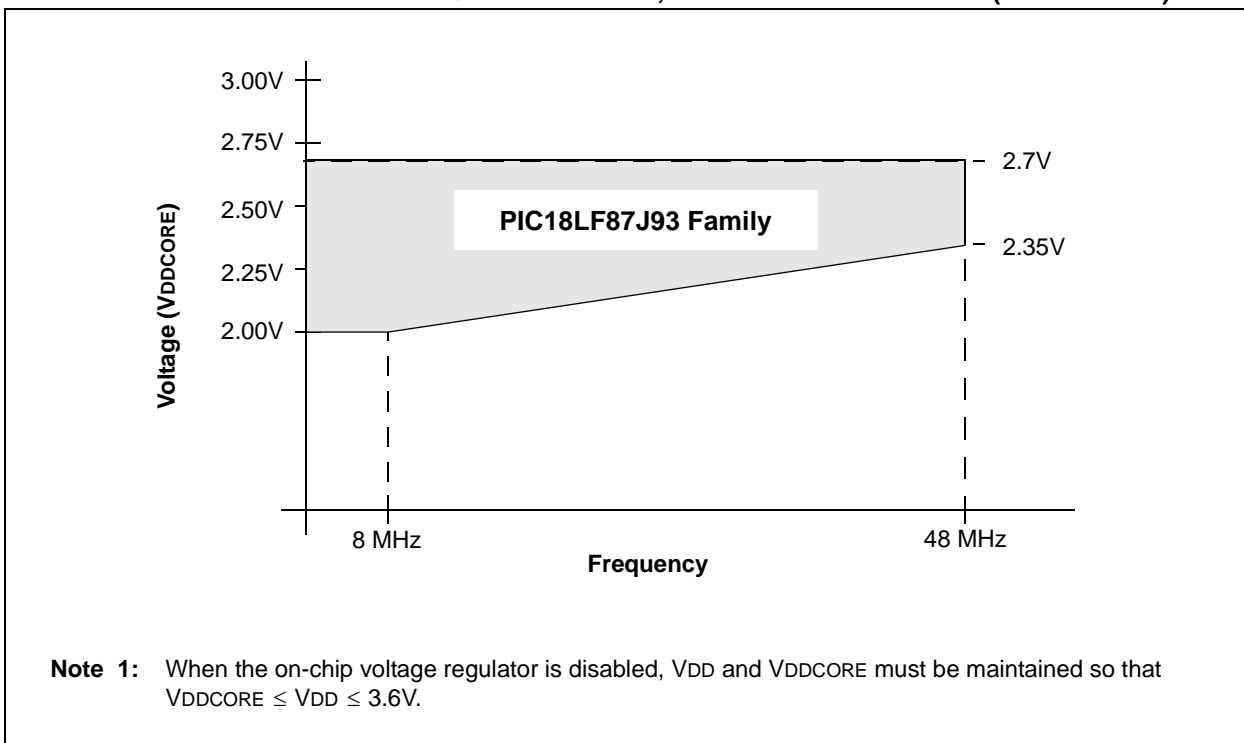 3.00V
2.75V
2.50V
2.25V
2.00V
Voltage (VDDCORE)
PIC18LF87J93 Family
2.7V
2.35V
8 MHz
48 MHz
Frequency
Note 1: When the on-chip voltage regulator is disabled, VDD and VDDCORE must be maintained so that
VDDCORE ≤ VDD ≤ 3.6V.